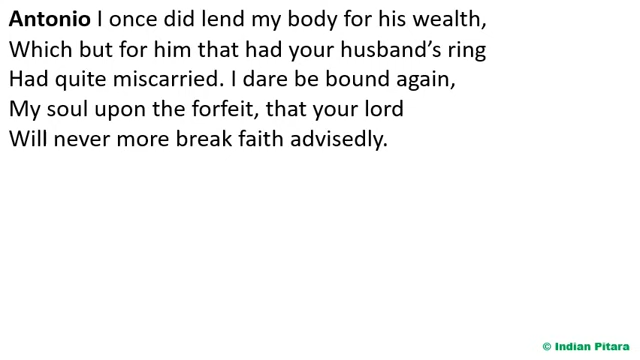 Antonio I once did lend my body for his wealth,
Which but for him that had your husband’s ring
Had quite miscarried. I dare be bound again,
My soul upon the forfeit, that your lord
Will never more break faith advisedly.
© Indian Pitara